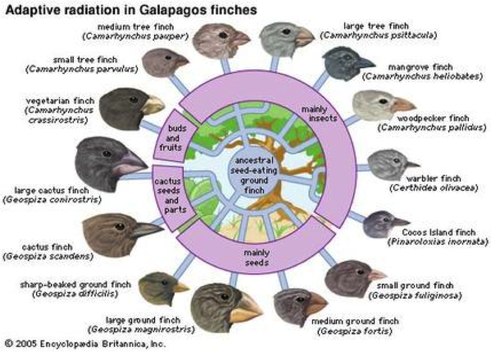 Adaptive radiation in Galapagos finches
medium tree finch
(Camarhynchus pauper)
large tree finch
(Camarhynchus psittacula)
small tree finch
(Camarhynchus parvulus)
mangrove finch
(Camarhynchus heliobates)
vegetarian finch
(Camarhynchus
crassirostris)
woodpecker finch
(Camarhynchus pallidus)
large cactus finch
(Geospiza conirostris)
warbler finch
(Certhidea olivacea)
cactus finch
(Geospiza scandens)
Cocos Island finch
(Pinaroloxias inornata)
sharp-beaked ground finch
(Geospiza difficilis)
small ground finch
(Geospiza fuliginosa)
large ground finch
(Geospiza magnirostris)
medium ground finch
(Geospiza fortis)
mainly
insects
buds
and
fruits
cactus
seeds
and
parts
mainly
seeds
ancestral
seed-eating
ground
finch
© 2005 Encyclopædia Britannica, Inc.